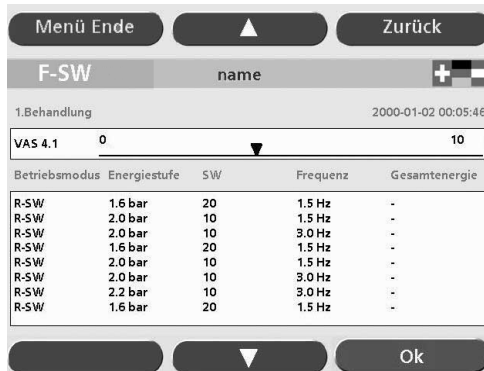 Menü Ende Zurück
F-SW name
1.Behandlung 2000-01-02 00:05:46
VAS 4.1 0 10
Betriebsmodus Energiestufe SW Frequenz Gesamtenergie
R-SW 1.6 bar 20 1.5 Hz -
R-SW 2.0 bar 10 1.5 Hz -
R-SW 2.0 bar 10 3.0 Hz -
R-SW 1.6 bar 20 1.5 Hz -
R-SW 2.0 bar 10 1.5 Hz -
R-SW 2.0 bar 10 3.0 Hz -
R-SW 2.2 bar 10 3.0 Hz -
R-SW 1.6 bar 20 1.5 Hz -
Ok